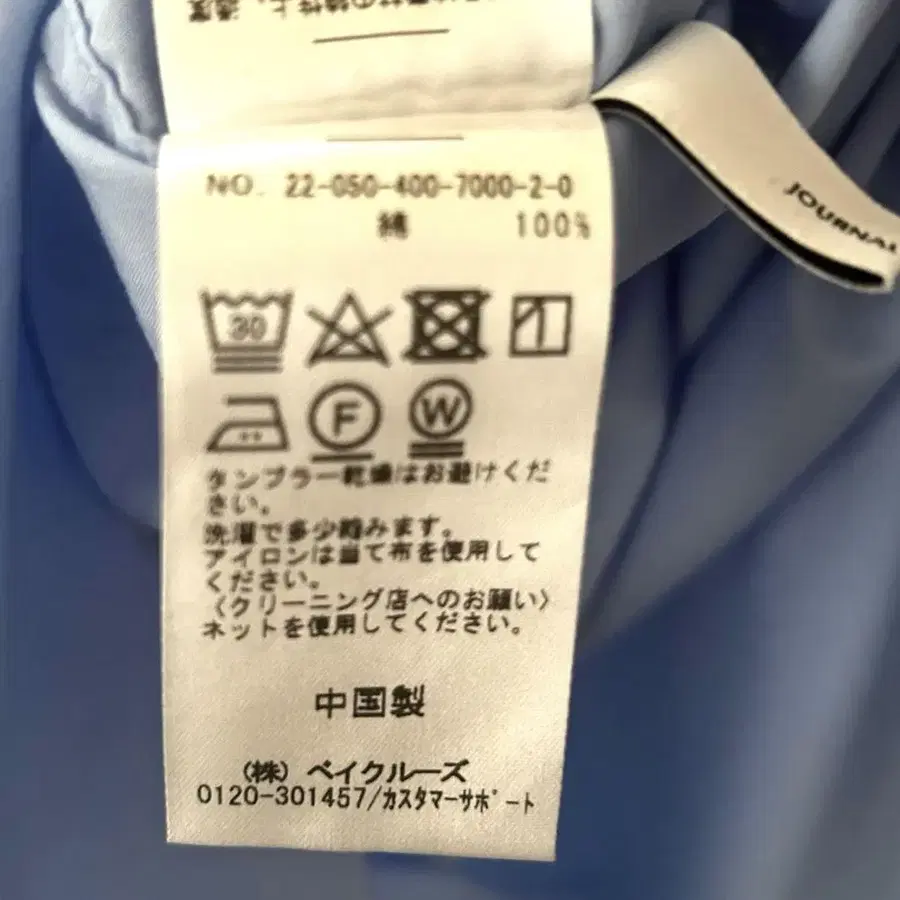 NO. 22-050-400-7000-2-0
綿 100%
30
F W
タンブラー乾燥はお避けくだ
さい。
洗濯で多少縮みます。
アイロンは当て布を使用して
ください。
〈クリーニング店へのお願い〉
ネットを使用してください。
中国製
(株) ベイクルーズ
0120-301457/カスタマーサポート
JOURNAL